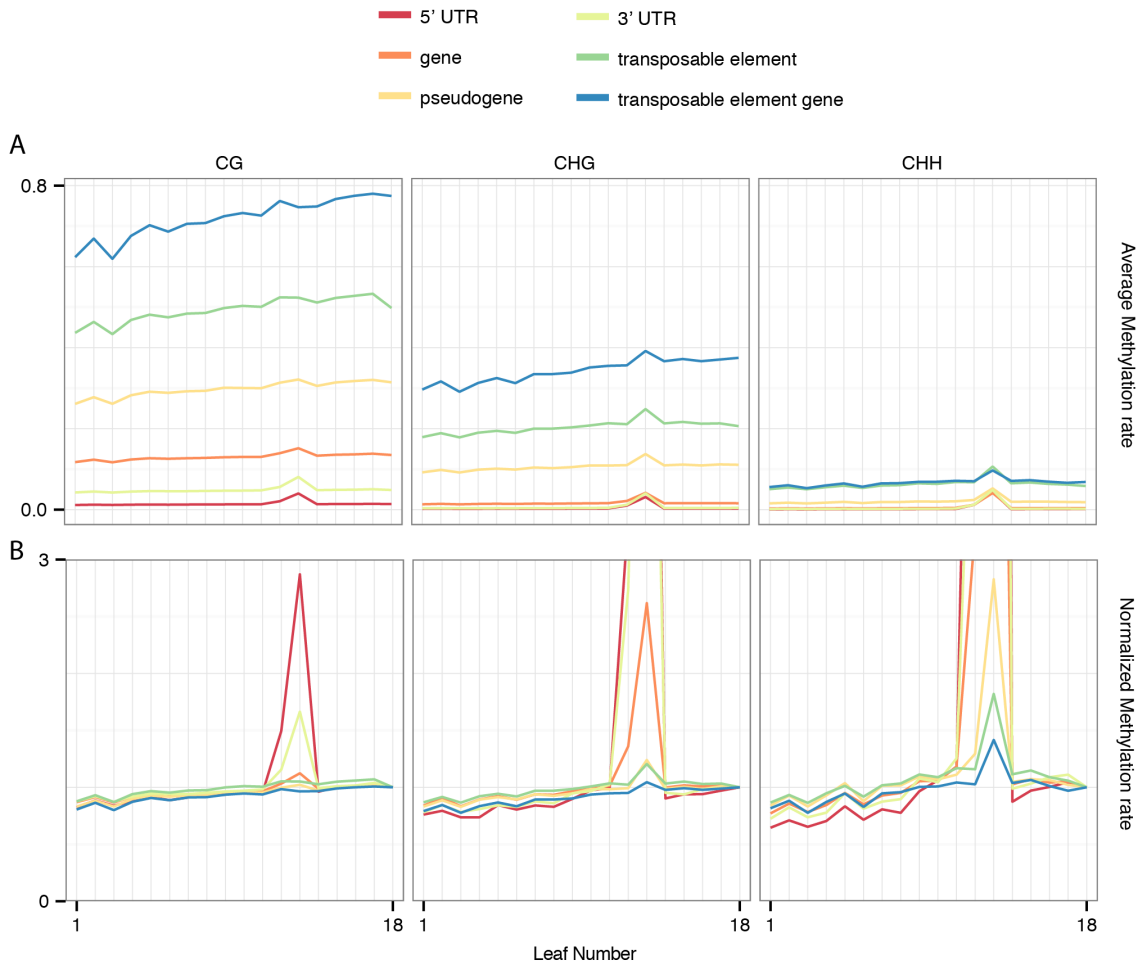 5’ UTR
3’ UTR
gene
transposable element
pseudogene
transposable element gene
A
CG
CHG
CHH
0.8
0.0
Average Methylation rate
B
3
0
Normalized Methylation rate
1
18
1
18
1
18
Leaf Number